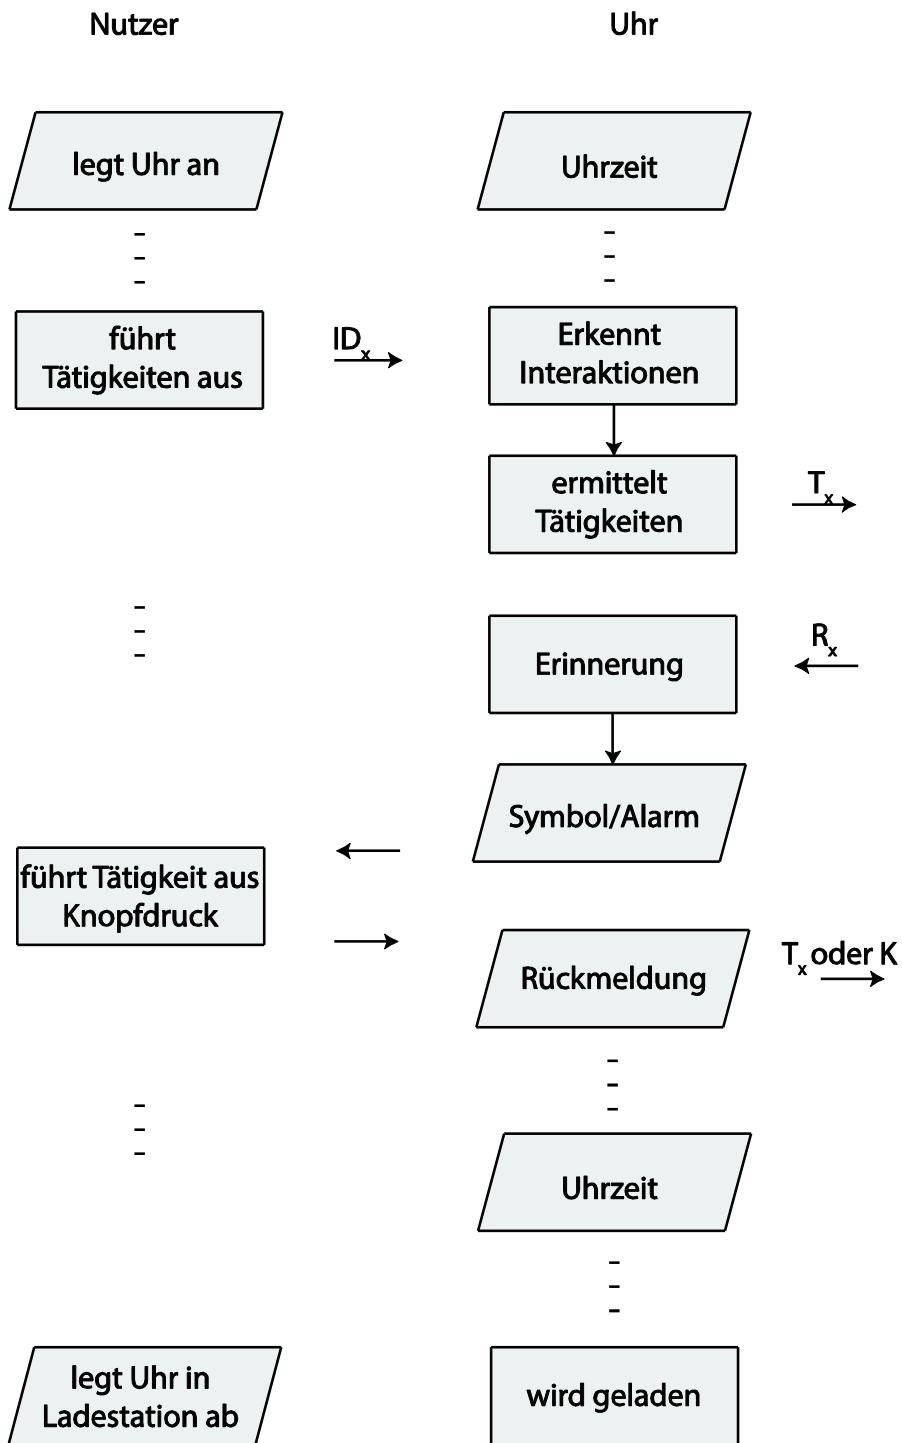 Nutzer
Uhr
legt Uhr an
Uhrzeit
führt
Tätigkeiten aus
IDx
Erkennt
Interaktionen
ermittelt
Tätigkeiten
Tx
Erinnerung
Rx
Symbol/Alarm
führt Tätigkeit aus
Knopfdruck
Rückmeldung
Tx oder K
Uhrzeit
legt Uhr in
Ladestation ab
wird geladen